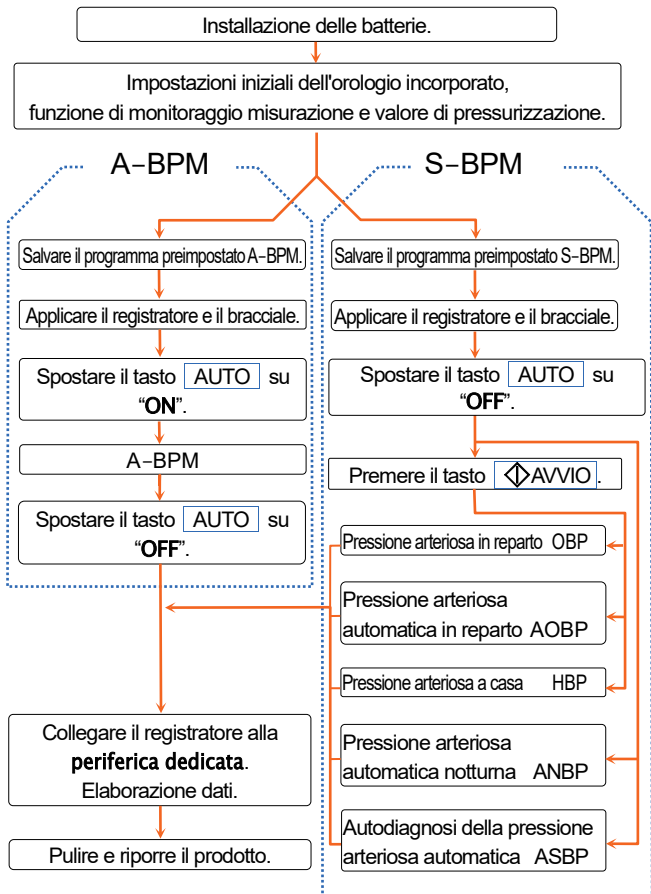 Installazione delle batterie.
Impostazioni iniziali dell'orologio incorporato,
funzione di monitoraggio misurazione e valore di pressurizzazione.
A-BPM
Salvare il programma preimpostato A-BPM.
Applicare il registratore e il bracciale.
Spostare il tasto AUTO su
“ON”.
A-BPM
Spostare il tasto AUTO su
“OFF”.
S-BPM
Salvare il programma preimpostato S-BPM.
Applicare il registratore e il bracciale.
Spostare il tasto AUTO su
“OFF”.
Premere il tasto AVVIO.
Pressione arteriosa in reparto OBP
Pressione arteriosa
automatica in reparto AOBP
Pressione arteriosa a casa HBP
Pressione arteriosa
automatica notturna ANBP
Autodiagnosi della pressione
arteriosa automatica ASBP
Collegare il registratore alla
periferica dedicata.
Elaborazione dati.
Pulire e riporre il prodotto.